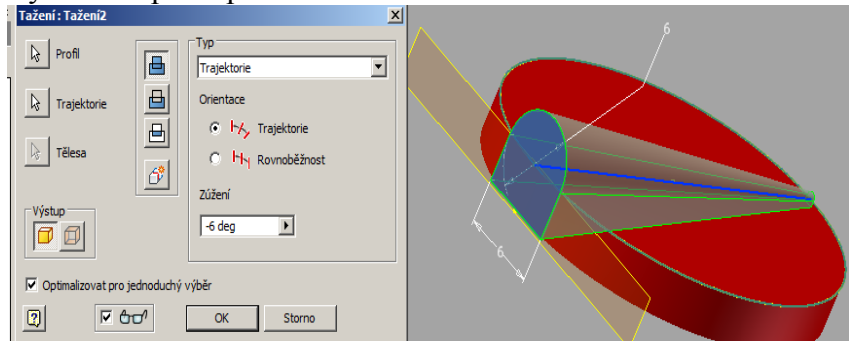 Tažení : Tažení2
Profil
Trajektorie
Tělesa
Typ
Trajektorie
Orientace
Trajektorie
Rovnoběžnost
Zúžení
-6 deg
Výstup
Optimalizovat pro jednoduchý výběr
OK
Storno
6
6